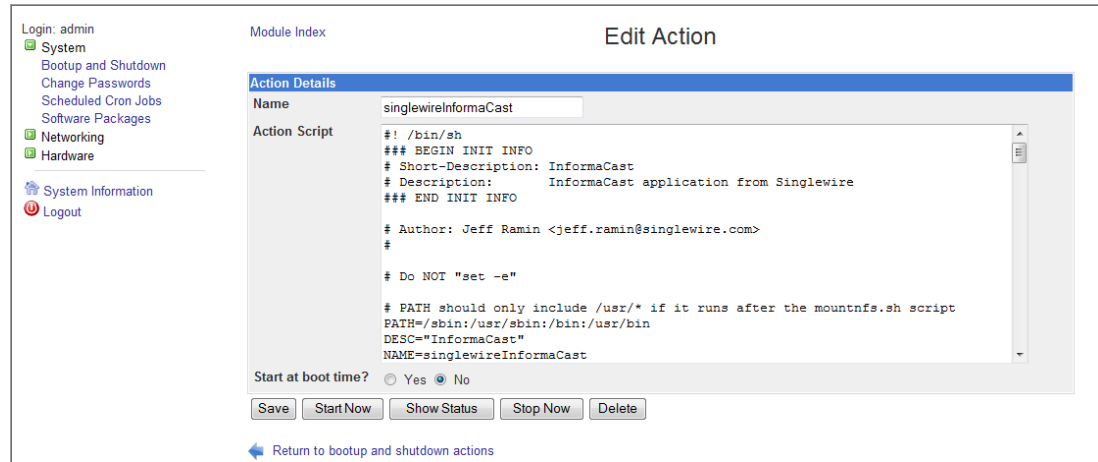 Login: admin
System
Bootup and Shutdown
Change Passwords
Scheduled Cron Jobs
Software Packages
Networking
Hardware
System Information
Logout
Module Index
Edit Action
Action Details
Name singlewireInformaCast
Action Script
#! /bin/sh
### BEGIN INIT INFO
# Short-Description: InformaCast
# Description:       InformaCast application from Singlewire
### END INIT INFO
# Author: Jeff Ramin <jeff.ramin@singlewire.com>
#
# Do NOT "set -e"
# PATH should only include /usr/* if it runs after the mountnfs.sh script
PATH=/sbin:/usr/sbin:/bin:/usr/bin
DESC="InformaCast"
NAME=singlewireInformaCast
Start at boot time? Yes No
Save Start Now Show Status Stop Now Delete
Return to bootup and shutdown actions